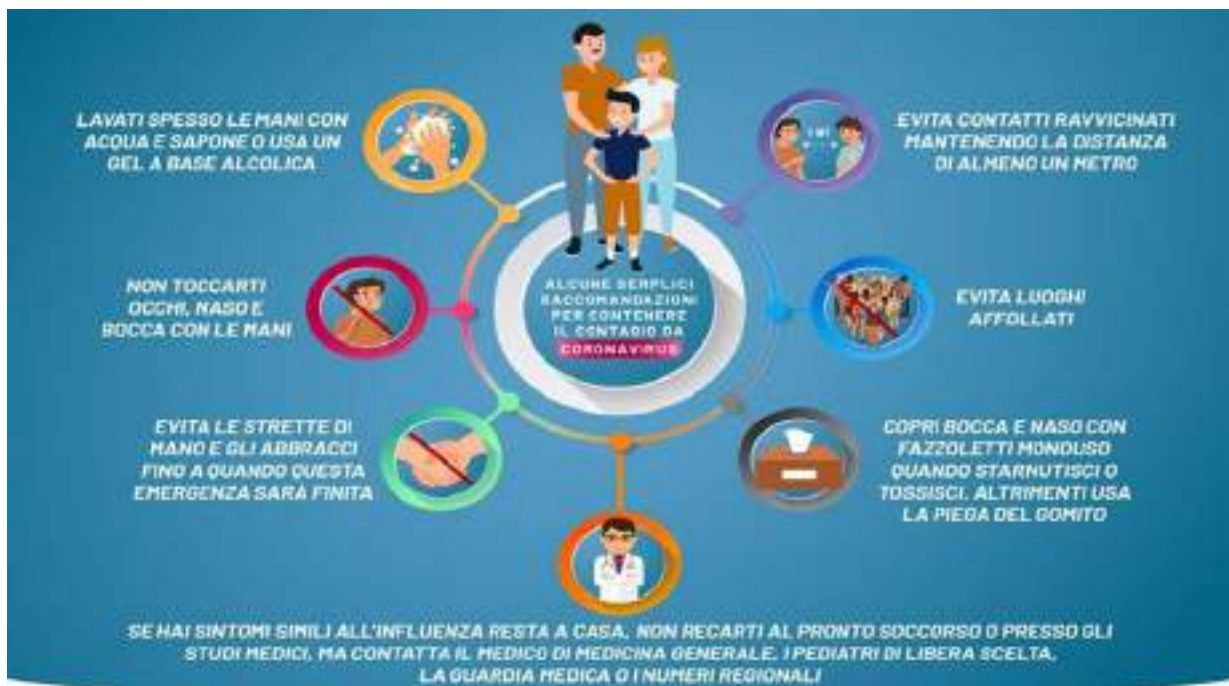 LAVATI SPESSO LE MANI CON
ACQUA E SAPONE O USA UN
GEL A BASE ALCOLICA
EVITA CONTATTI RAVVICINATI
MANTENENDO LA DISTANZA
DI ALMENO UN METRO
NON TOCCARTI
OCCHI, NASO E
BOCCA CON LE MANI
ALCUNE SEMPLICI
RACCOMANDAZIONI
PER CONTENERE
IL CONTAGIO DA
CORONAVIRUS
EVITA LUOGHI
AFFOLLATI
EVITA LE STRETTE DI
MANO E GLI ABBRACCI
FINO A QUANDO QUESTA
EMERGENZA SARÀ FINITA
COPRI BOCCA E NASO CON
FAZZOLETTI MONOUSO
QUANDO STARNUTISCI O
TOSSISCI. ALTRIMENTI USA
LA PIEGA DEL GOMITO
SE HAI SINTOMI SIMILI ALL'INFLUENZA RESTA A CASA, NON RECARTI AL PRONTO SOCCORSO O PRESSO GLI
STUDI MEDICI, MA CONTATTA IL MEDICO DI MEDICINA GENERALE, I PEDIATRI DI LIBERA SCELTA,
LA GUARDIA MEDICA O I NUMERI REGIONALI